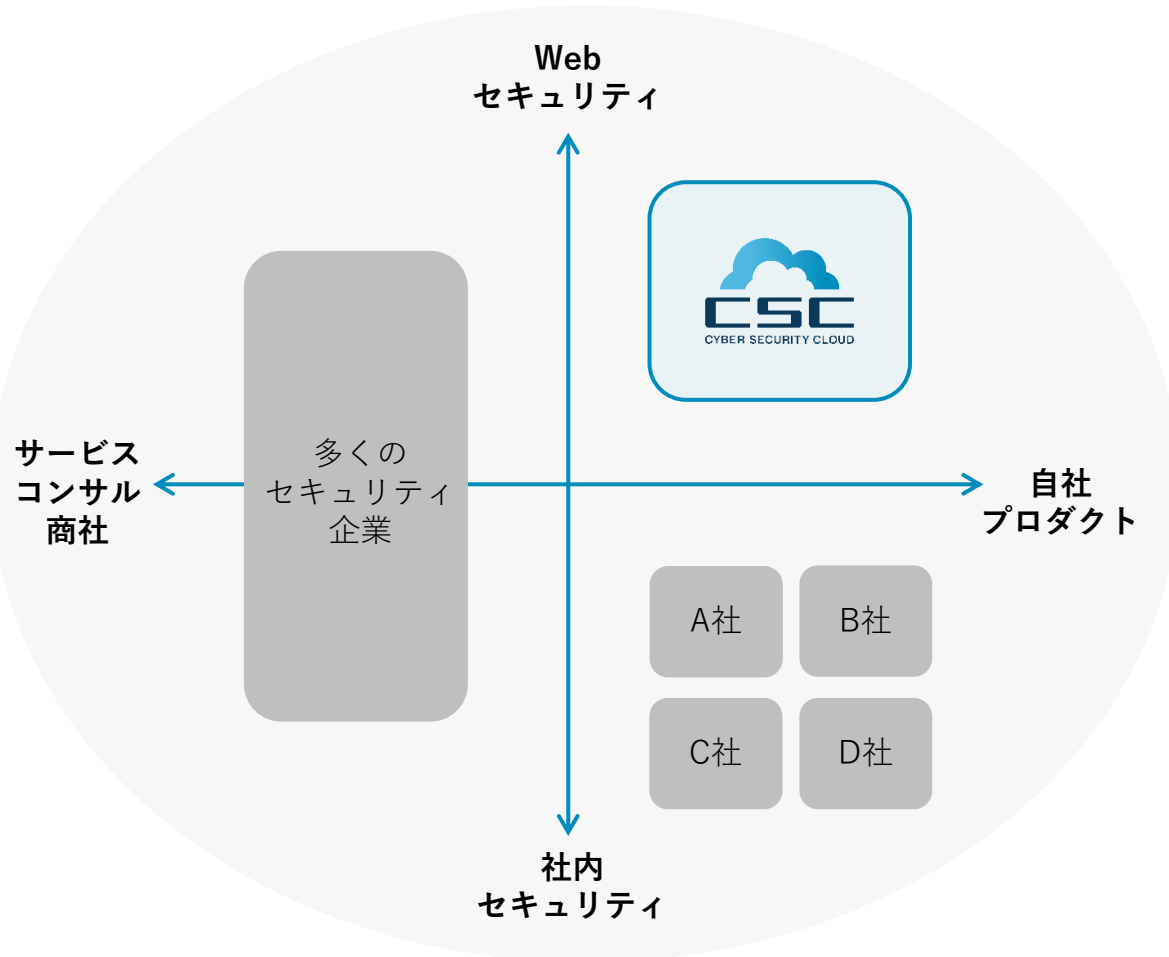 Web
セキュリティ
CSC
CYBER SECURITY CLOUD
サービス
コンサル
商社
多くの
セキュリティ
企業
自社
プロダクト
A社
B社
C社
D社
社内
セキュリティ